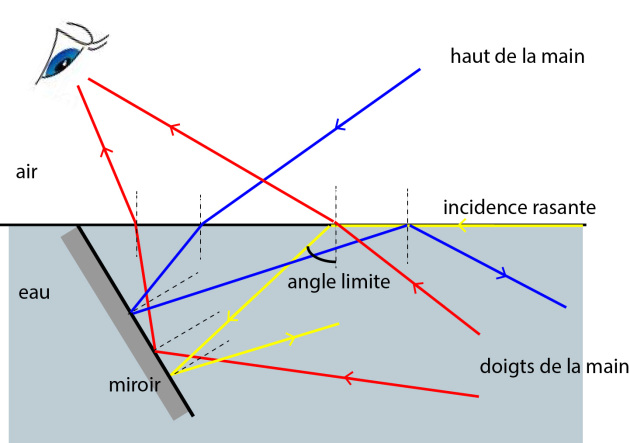 haut de la main
air
incidence rasante
eau
angle limite
doigts de la main
miroir